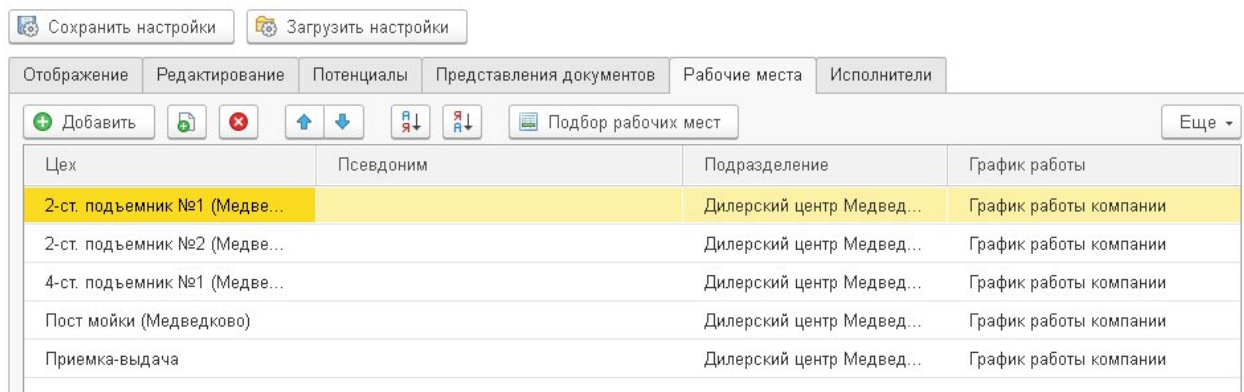 Сохранить настройки Загрузить настройки
Отображение Редактирование Потенциалы Представления документов Рабочие места Исполнители
Добавить Подбор рабочих мест Еще
Цех Псевдоним Подразделение График работы
2-ст. подъемник №1 (Медве... Дилерский центр Медвед... График работы компании
2-ст. подъемник №2 (Медве... Дилерский центр Медвед... График работы компании
4-ст. подъемник №1 (Медве... Дилерский центр Медвед... График работы компании
Пост мойки (Медведково) Дилерский центр Медвед... График работы компании
Приемка-выдача Дилерский центр Медвед... График работы компании